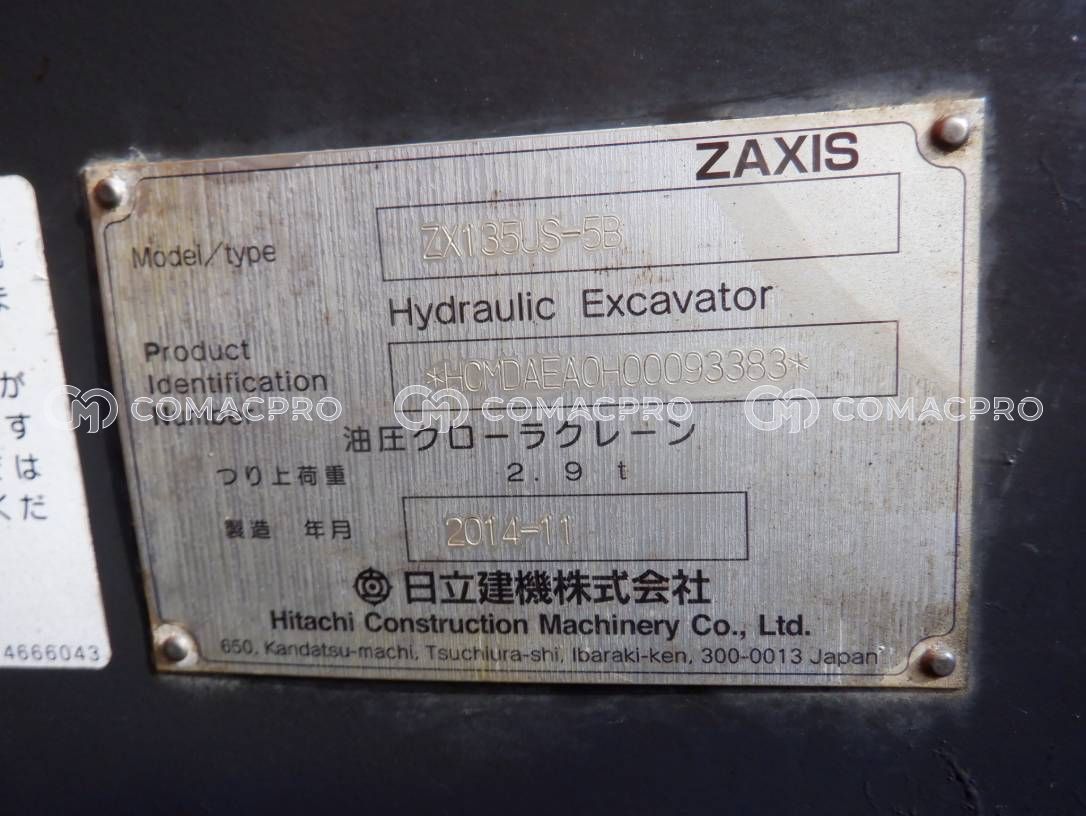 ZAXIS
Model/type ZX135US-5B
Hydraulic Excavator
Product
Identification
Number
*HCMDAEA0H00093383*
COMACPRO COMACPRO COMACPRO
油圧クローラクレーン
つり上荷重 2.9 t
製造 年月 2014-11
日立建機株式会社
Hitachi Construction Machinery Co., Ltd.
650, Kandatsu-machi, Tsuchiura-shi, Ibaraki-ken, 300-0013 Japan
が
す
は
くだ
4666043